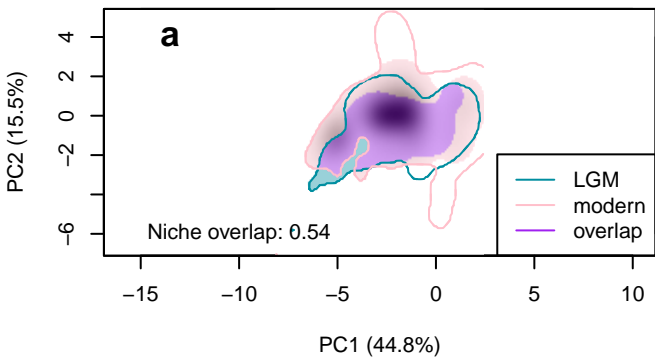 a
PC2 (15.5%)
4
2
0
−2
−6
LGM
modern
overlap
Niche overlap: 0.54
−15
−10
−5
0
5
10
PC1 (44.8%)